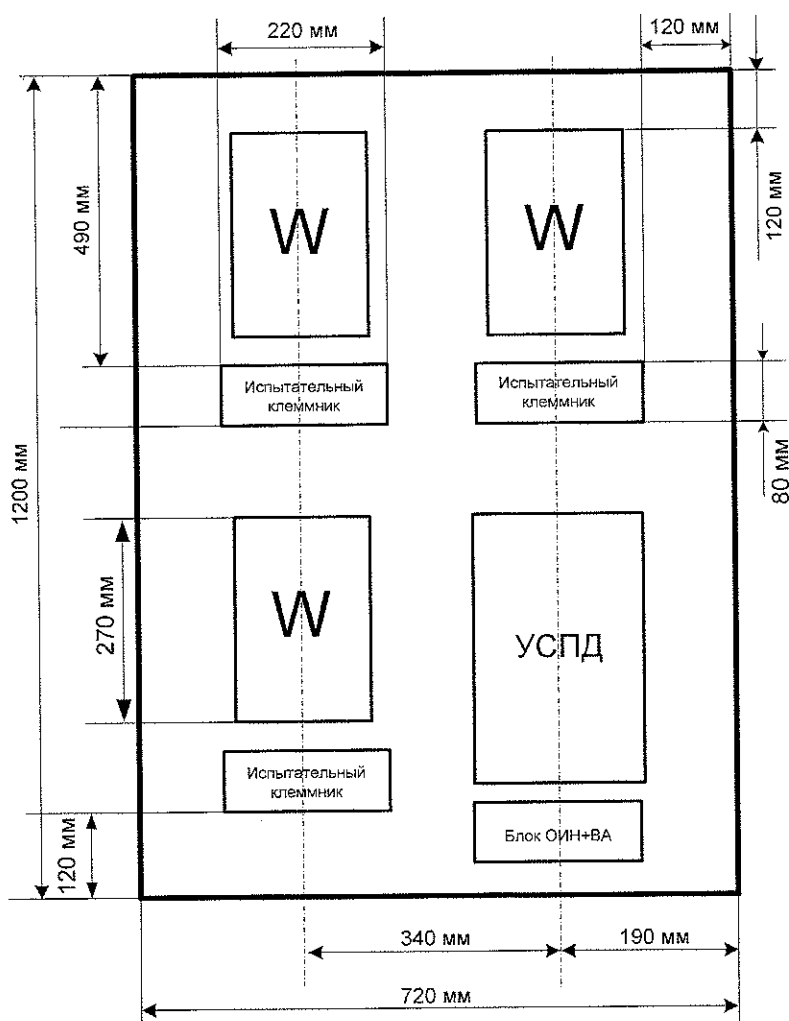 220 мм
120 мм
490 мм
W
W
120 мм
Испытательный
клеммник
Испытательный
клеммник
80 мм
1200 мм
270 мм
W
УСПД
Испытательный
клеммник
Блок ОИН+ВА
120 мм
340 мм
190 мм
720 мм